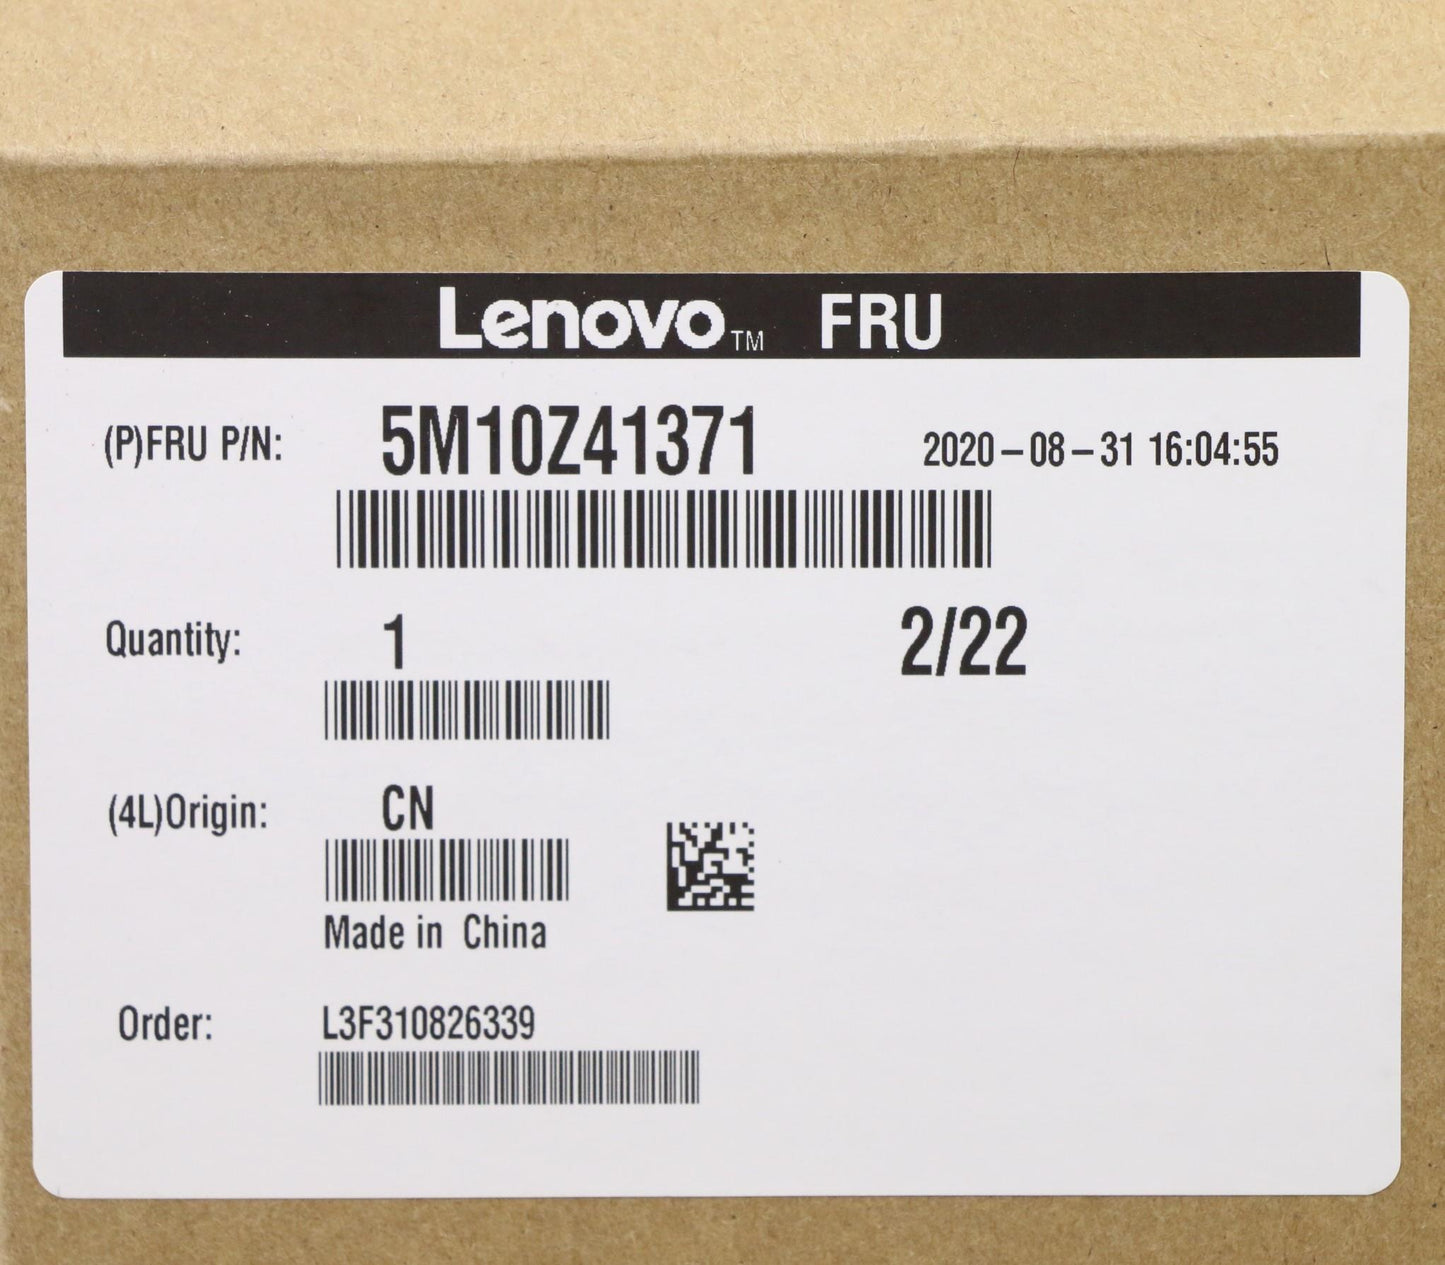 Lenovo™ FRU
(P)FRU P/N: 5M10Z41371 2020-08-31 16:04:55
Quantity: 1 2/22
(4L)Origin: CN
Made in China
Order: L3F310826339